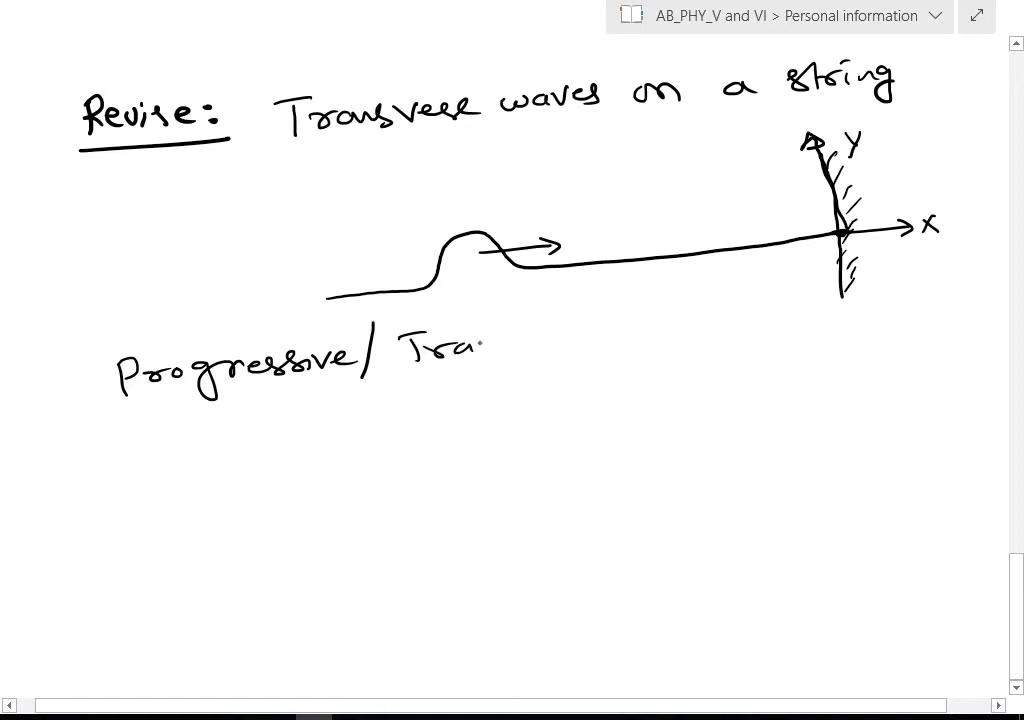 AB_PHY_V and VI > Personal information
Revise: Transverse waves on a string
Y
X
Progressive/ Tra